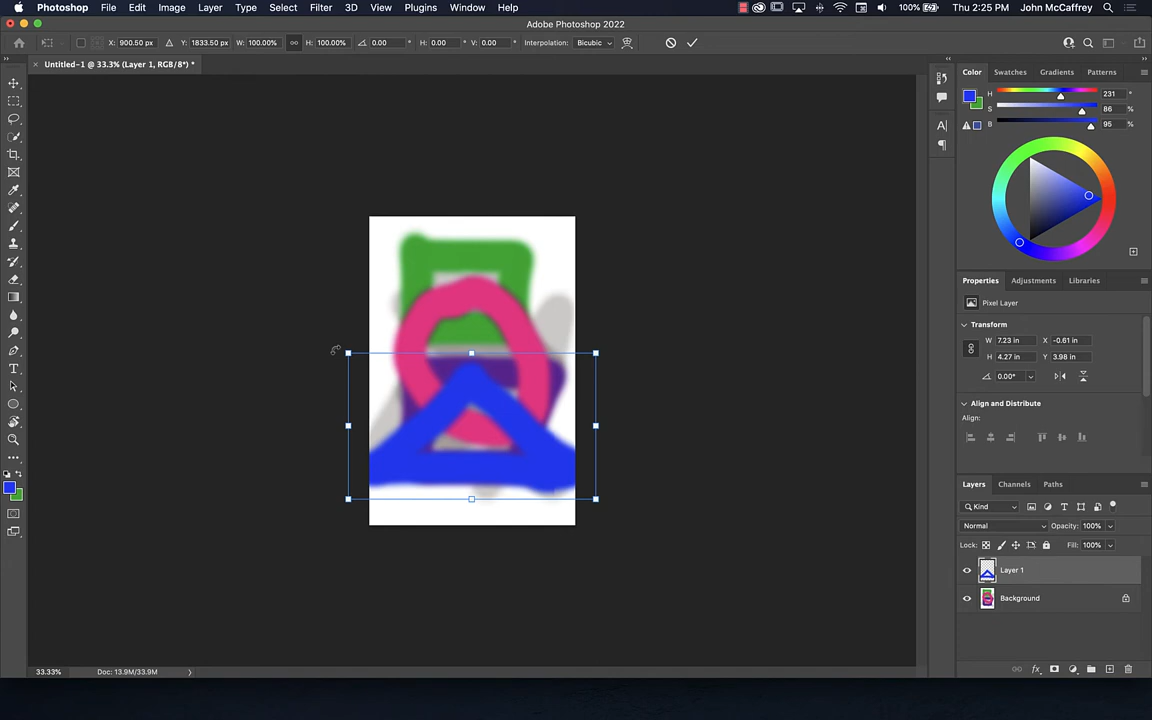 Photoshop File Edit Image Layer Type Select Filter 3D View Plugins Window Help 100% Thu 2:25 PM John McCaffrey
Adobe Photoshop 2022
X: 900.50 px Y: 1833.50 px W: 100.00% H: 100.00% 0.00 ° H: 0.00 ° V: 0.00 ° Interpolation: Bicubic
Untitled-1 @ 33.3% (Layer 1, RGB/8*) *
Color Swatches Gradients Patterns
H 231 °
S 86 %
B 95 %
Properties Adjustments Libraries
Pixel Layer
Transform
W 7.23 in X -0.61 in
H 4.27 in Y 3.98 in
0.00°
Align and Distribute
Align:
Layers Channels Paths
Kind
Normal Opacity: 100%
Lock: Fill: 100%
Layer 1
Background
fx
33.33% Doc: 13.9M/33.9M